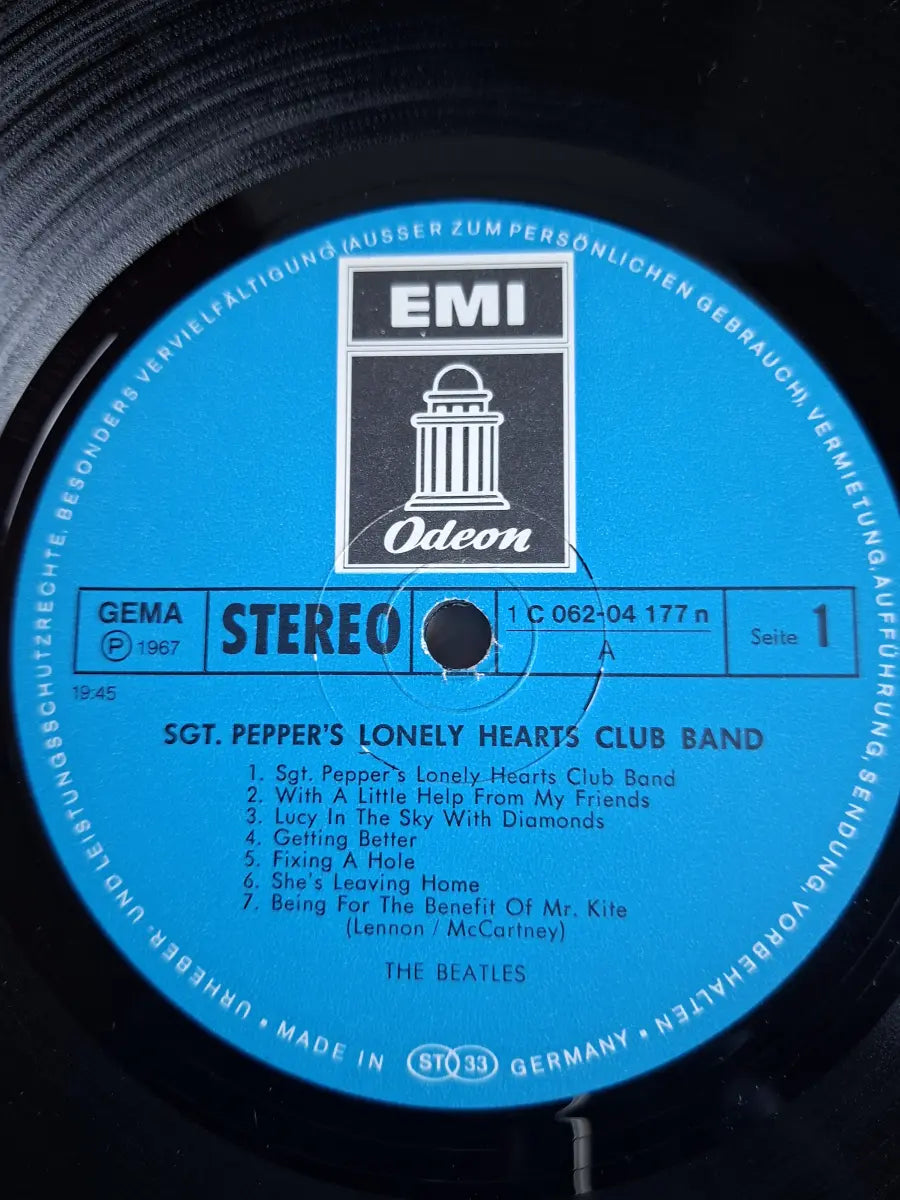 URHEBER- UND LEISTUNGSSCHUTZRECHTE, BESONDERS VERVIELFÄLTIGUNG (AUSSER ZUM PERSÖNLICHEN GEBRAUCH), VERMIETUNG, AUFFÜHRUNG, SENDUNG, VORBEHALTEN •
EMI
Odeon
GEMA
Ⓟ 1967
STEREO
1 C 062-04 177 n
A
Seite 1
19:45
SGT. PEPPER'S LONELY HEARTS CLUB BAND
1. Sgt. Pepper's Lonely Hearts Club Band
2. With A Little Help From My Friends
3. Lucy In The Sky With Diamonds
4. Getting Better
5. Fixing A Hole
6. She's Leaving Home
7. Being For The Benefit Of Mr. Kite
(Lennon / McCartney)
THE BEATLES
• MADE IN ST 33 GERMANY